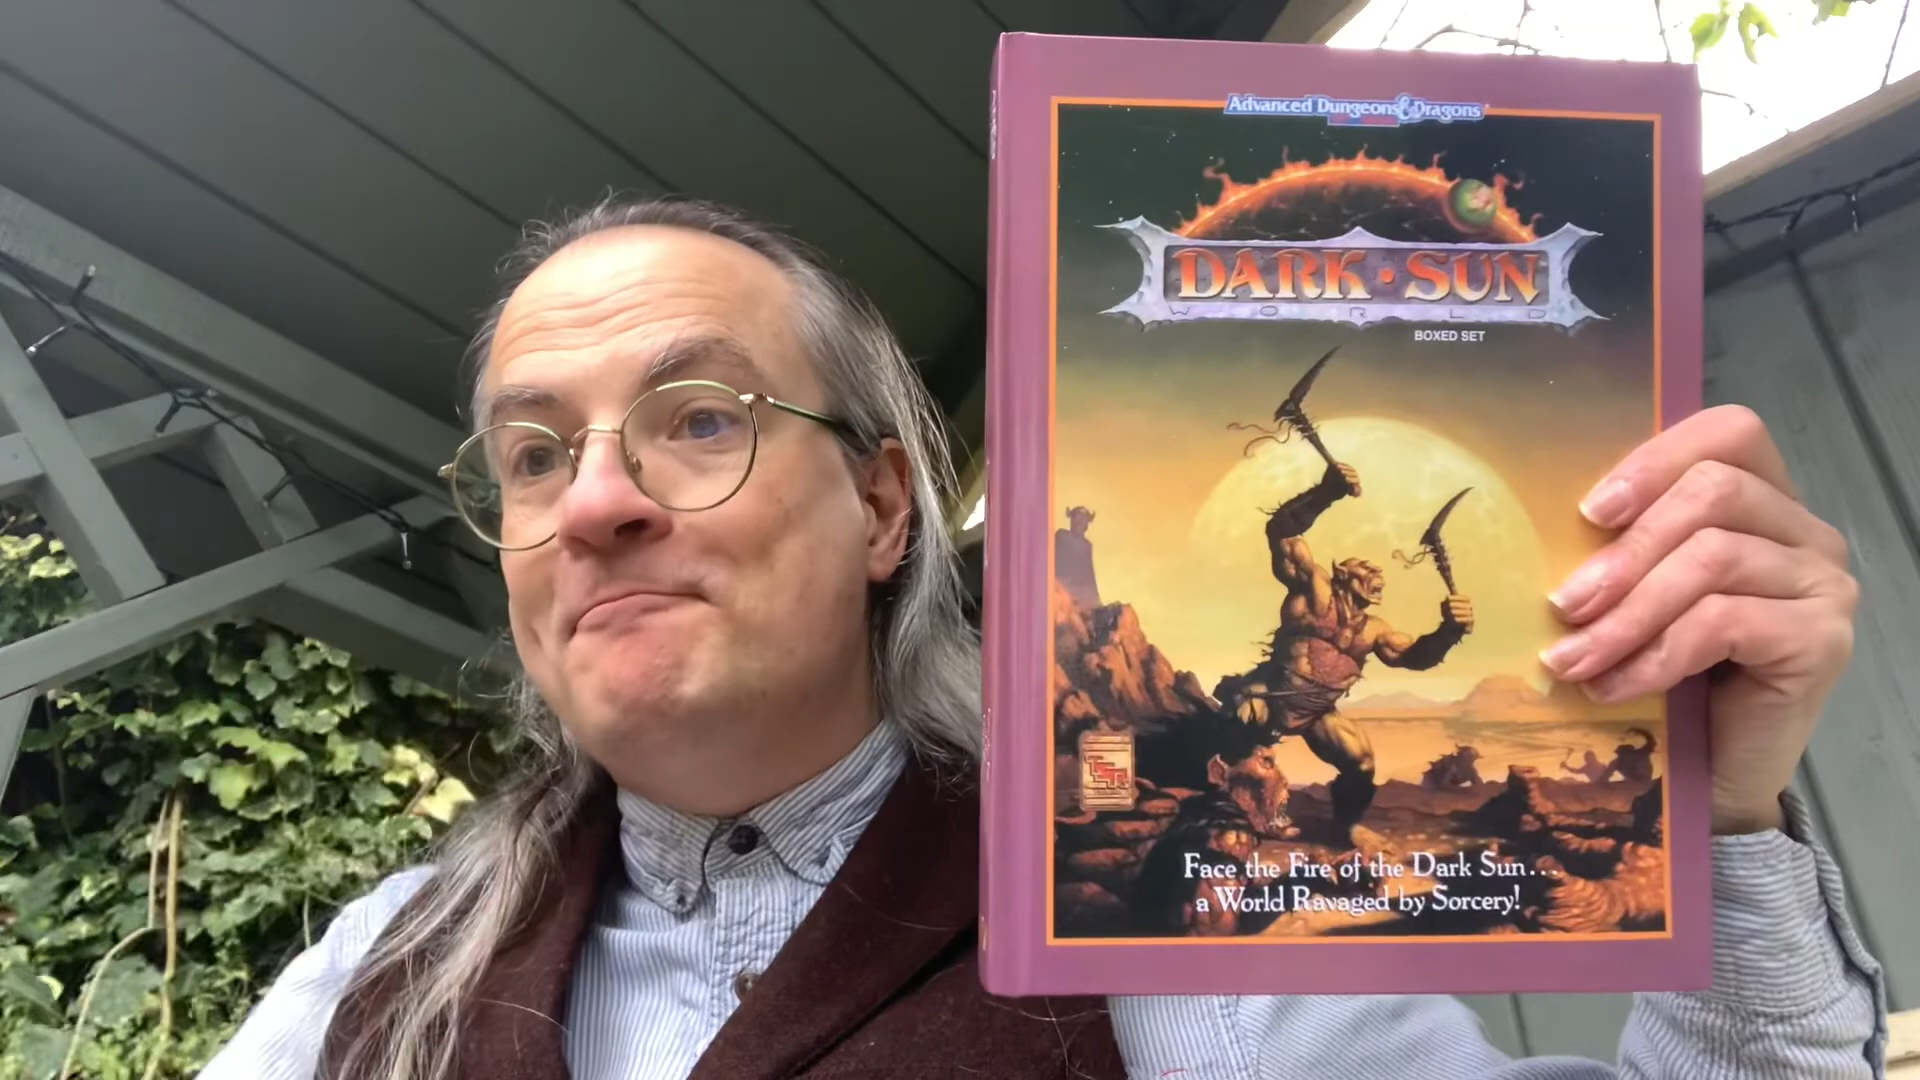 Advanced Dungeons & Dragons
DARK · SUN
WORLD
BOXED SET
TSR
Face the Fire of the Dark Sun...
a World Ravaged by Sorcery!